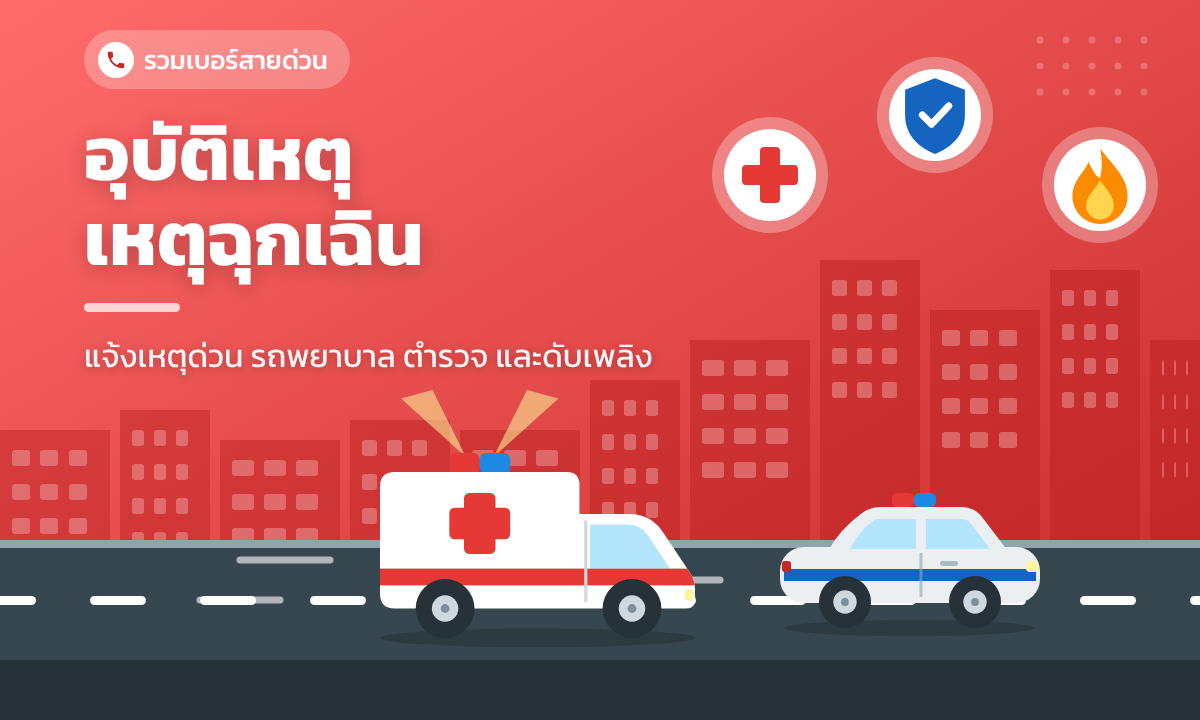 รวมเบอร์สายด่วน
อุบัติเหตุ
เหตุฉุกเฉิน
แจ้งเหตุด่วน รถพยาบาล ตำรวจ และดับเพลิง